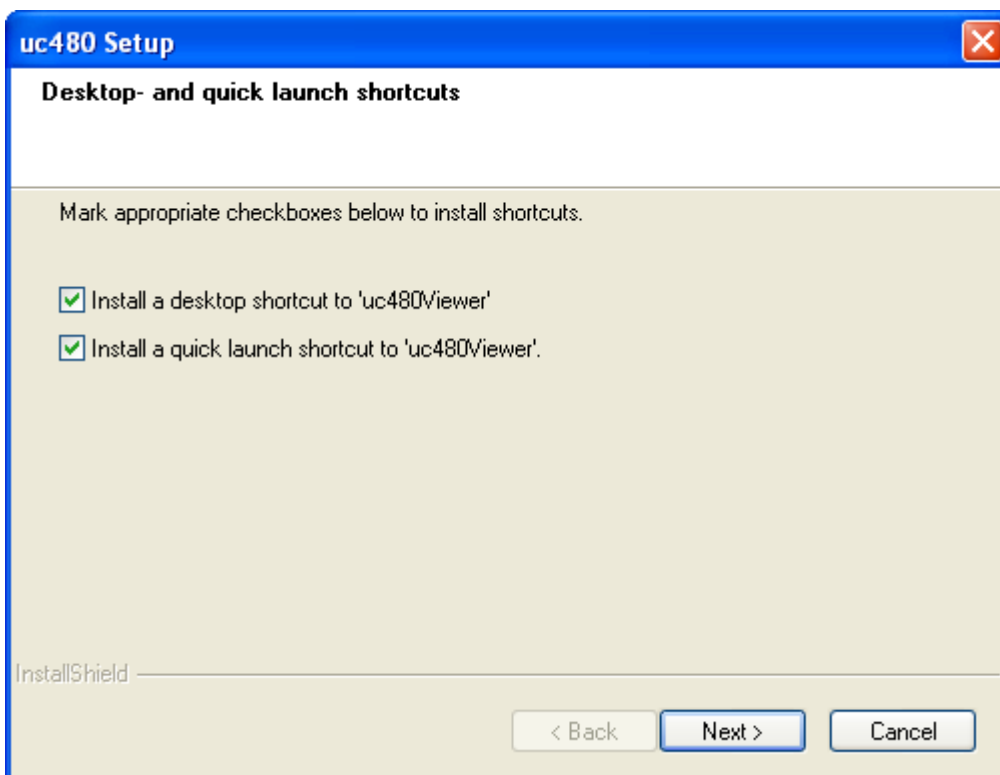 uc480 Setup
Desktop- and quick launch shortcuts
Mark appropriate checkboxes below to install shortcuts.
Install a desktop shortcut to 'uc480Viewer'
Install a quick launch shortcut to 'uc480Viewer'.
InstallShield
< Back Next > Cancel